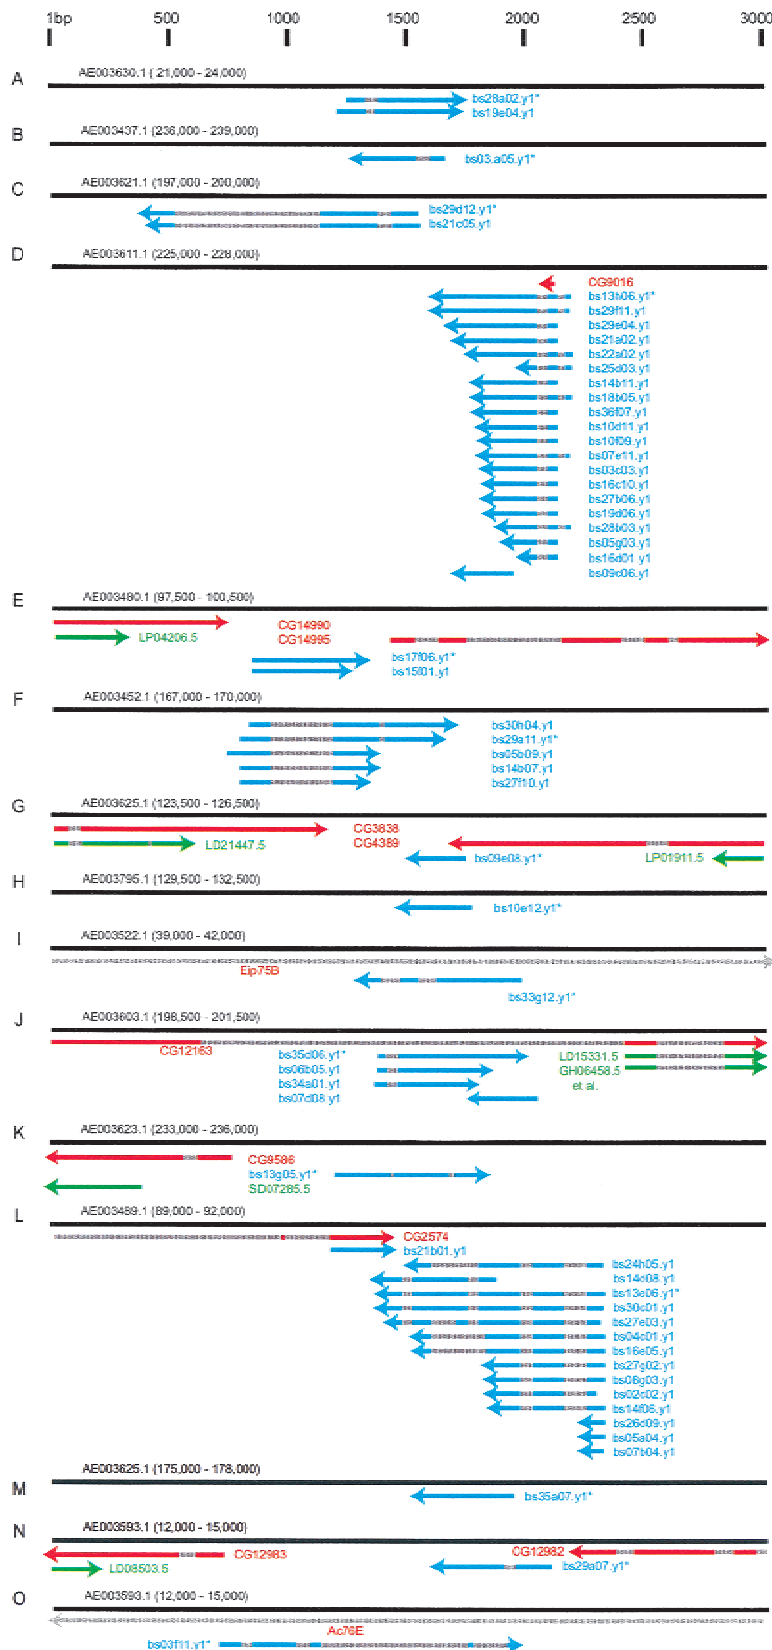 1bp 500 1000 1500 2000 2500 3000
A AE003630.1 (21,000 - 24,000)
bs28a02.y1*
bs19e04.y1
B AE003437.1 (236,000 - 239,000)
bs03.a05.y1*
C AE003621.1 (197,000 - 200,000)
bs29d12.y1*
bs21c05.y1
D AE003611.1 (225,000 - 228,000)
CG9016
bs13h06.y1*
bs29f11.y1
bs29e04.y1
bs21a02.y1
bs22a02.y1
bs25d03.y1
bs14b11.y1
bs18b05.y1
bs36f07.y1
bs10d11.y1
bs10f09.y1
bs07e11.y1
bs03c03.y1
bs16c10.y1
bs27b06.y1
bs19d06.y1
bs28b03.y1
bs05g03.y1
bs16d01.y1
bs09c06.y1
E AE003480.1 (97,500 - 100,500)
CG14990
LP04206.5 CG14995
bs17f06.y1*
bs15f01.y1
F AE003452.1 (167,000 - 170,000)
bs30h04.y1
bs29a11.y1*
bs05b09.y1
bs14b07.y1
bs27f10.y1
G AE003625.1 (123,500 - 126,500)
CG3838
LD21447.5 CG4389
bs09e08.y1* LP01911.5
H AE003795.1 (129,500 - 132,500)
bs10e12.y1*
I AE003522.1 (39,000 - 42,000)
Eip75B
bs33g12.y1*
J AE003603.1 (198,500 - 201,500)
CG12163
bs35d06.y1* LD15331.5
bs06b05.y1 GH06458.5
bs34a01.y1 et al.
bs07d08.y1
K AE003623.1 (233,000 - 236,000)
CG9586
bs13g05.y1*
SD07285.5
L AE003489.1 (89,000 - 92,000)
CG2574
bs21b01.y1
bs24h05.y1
bs14d08.y1
bs13e06.y1*
bs30c01.y1
bs27e03.y1
bs04c01.y1
bs16e05.y1
bs27g02.y1
bs08g03.y1
bs02c02.y1
bs14f06.y1
bs26d09.y1
bs05a04.y1
bs07b04.y1
M AE003625.1 (175,000 - 178,000)
bs35a07.y1*
N AE003593.1 (12,000 - 15,000)
CG12983 CG12982
LD08503.5 bs29a07.y1*
O AE003593.1 (12,000 - 15,000)
Ac76E
bs03f11.y1*